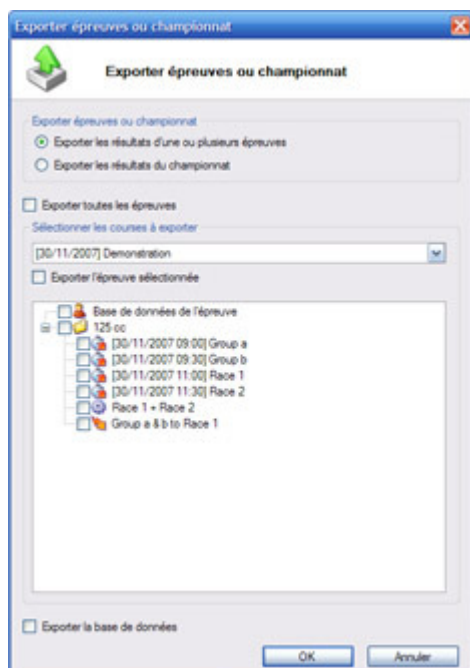 Exporter épreuves ou championnat
Exporter épreuves ou championnat
Exporter épreuves ou championnat
Exporter les résultats d'une ou plusieurs épreuves
Exporter les résultats du championnat
Exporter toutes les épreuves
Sélectionner les courses à exporter
[30/11/2007] Demonstration
Exporter l'épreuve sélectionnée
Base de données de l'épreuve
125 cc
[30/11/2007 09:00] Group a
[30/11/2007 09:30] Group b
[30/11/2007 11:00] Race 1
[30/11/2007 11:30] Race 2
Race 1 + Race 2
Group a & b to Race 1
Exporter la base de données
OK Annuler